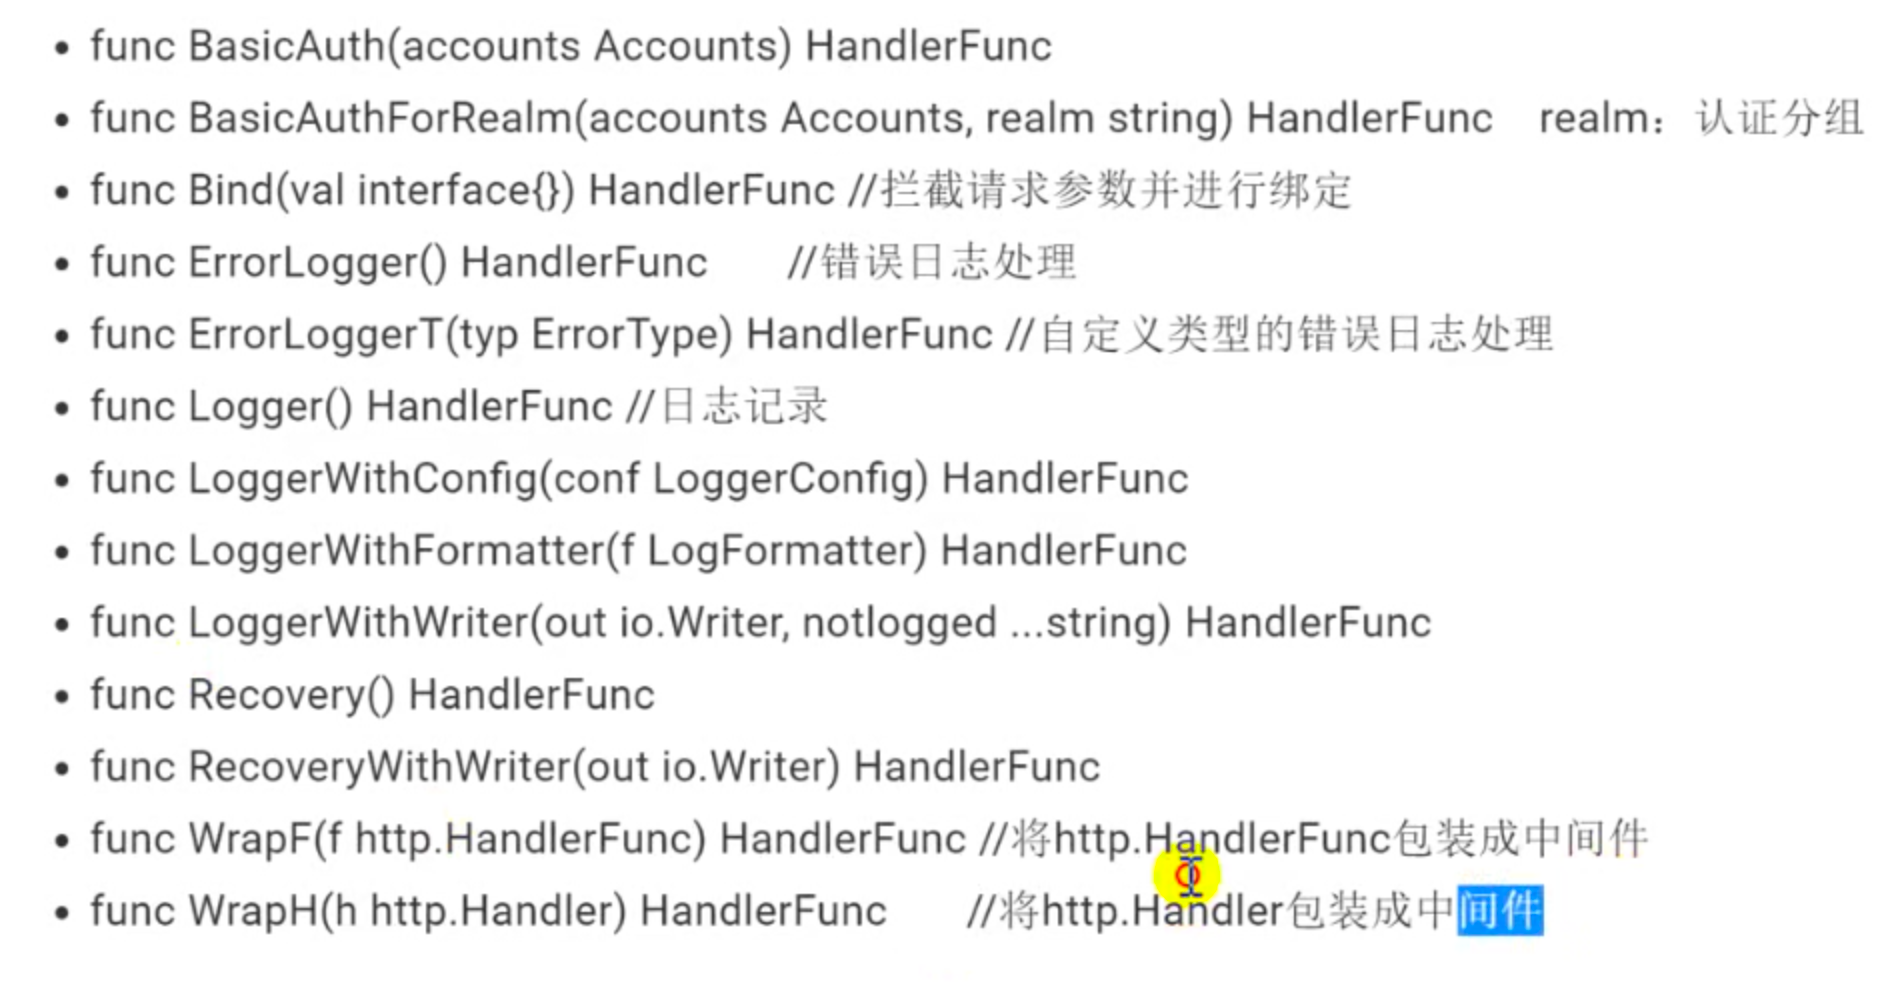 • func BasicAuth(accounts Accounts) HandlerFunc
• func BasicAuthForRealm(accounts Accounts, realm string) HandlerFunc realm：认证分组
• func Bind(val interface{}) HandlerFunc //拦截请求参数并进行绑定
• func ErrorLogger() HandlerFunc //错误日志处理
• func ErrorLoggerT(typ ErrorType) HandlerFunc //自定义类型的错误日志处理
• func Logger() HandlerFunc //日志记录
• func LoggerWithConfig(conf LoggerConfig) HandlerFunc
• func LoggerWithFormatter(f LogFormatter) HandlerFunc
• func LoggerWithWriter(out io.Writer, notlogged ...string) HandlerFunc
• func Recovery() HandlerFunc
• func RecoveryWithWriter(out io.Writer) HandlerFunc
• func WrapF(f http.HandlerFunc) HandlerFunc //将http.HandlerFunc包装成中间件
• func WrapH(h http.Handler) HandlerFunc //将http.Handler包装成中间件